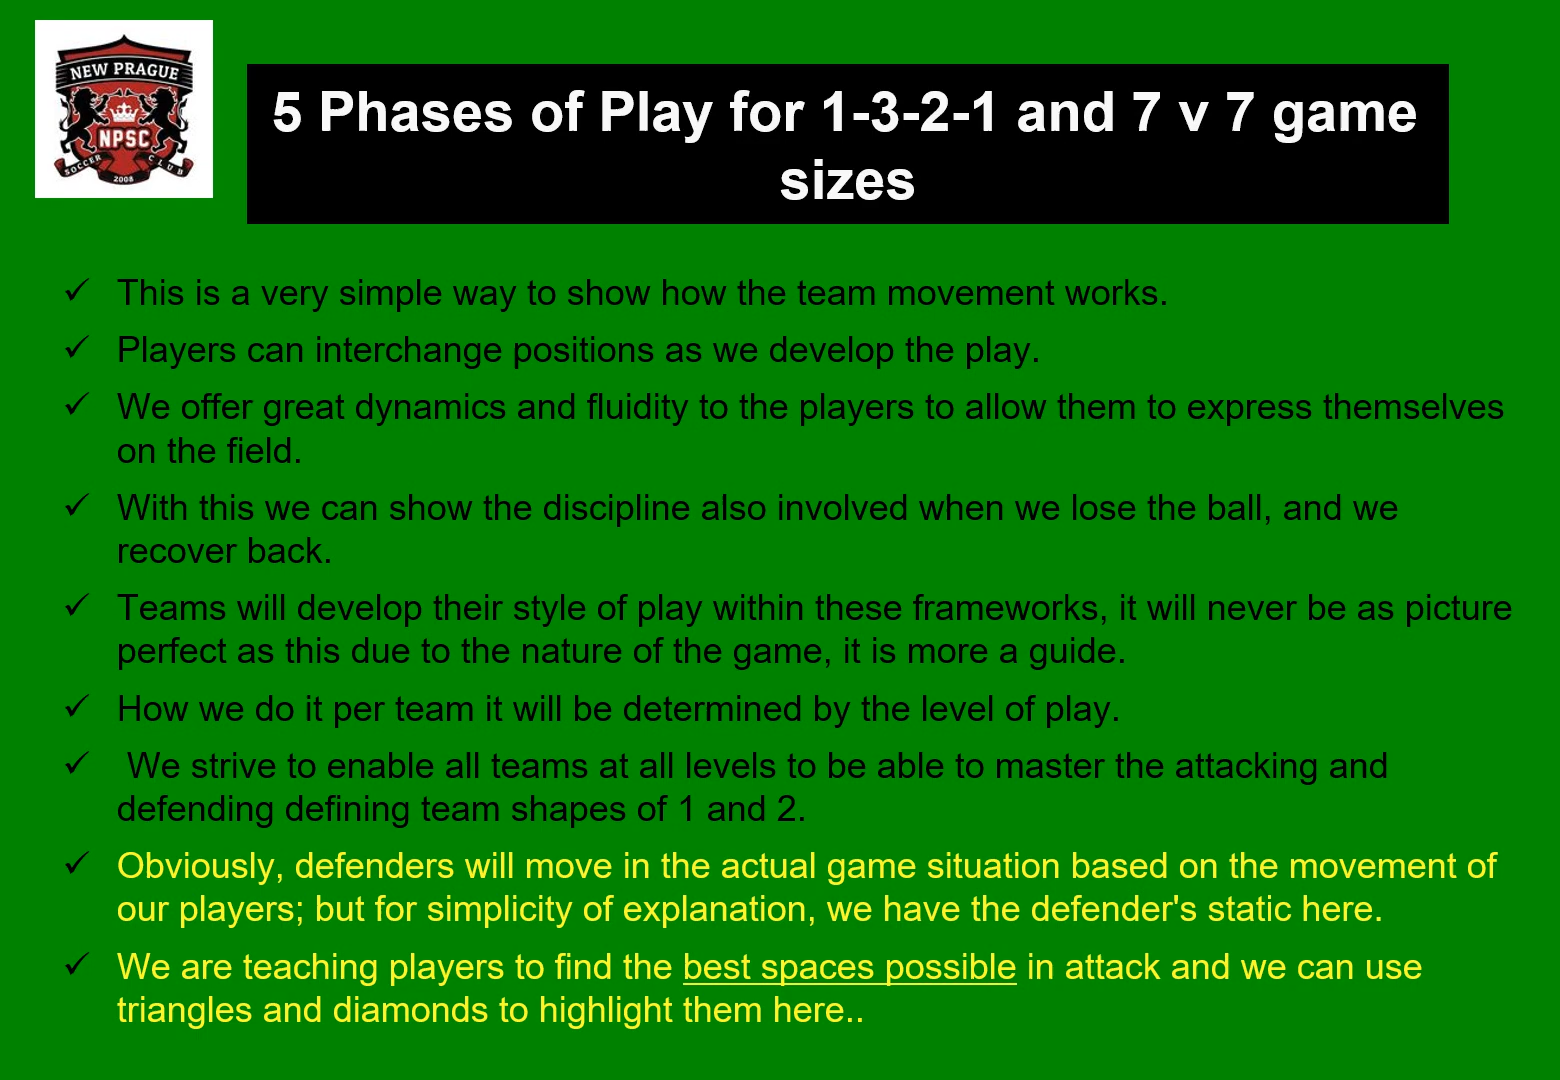 NEW PRAGUE
NPSC
SOCCER CLUB
2008
5 Phases of Play for 1-3-2-1 and 7 v 7 game
sizes
✓ This is a very simple way to show how the team movement works.
✓ Players can interchange positions as we develop the play.
✓ We offer great dynamics and fluidity to the players to allow them to express themselves
on the field.
✓ With this we can show the discipline also involved when we lose the ball, and we
recover back.
✓ Teams will develop their style of play within these frameworks, it will never be as picture
perfect as this due to the nature of the game, it is more a guide.
✓ How we do it per team it will be determined by the level of play.
✓ We strive to enable all teams at all levels to be able to master the attacking and
defending defining team shapes of 1 and 2.
✓ Obviously, defenders will move in the actual game situation based on the movement of
our players; but for simplicity of explanation, we have the defender's static here.
✓ We are teaching players to find the best spaces possible in attack and we can use
triangles and diamonds to highlight them here..